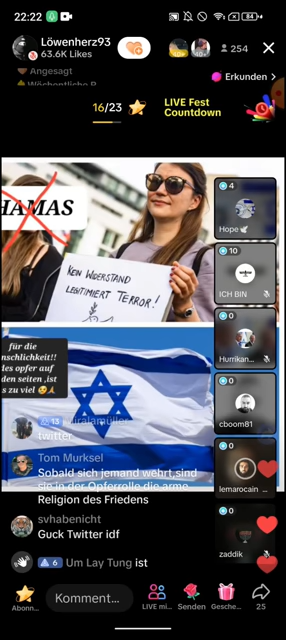 22:22
84
Löwenherz93
63.6K Likes
254
Angesagt
Erkunden
16/23
LIVE Fest
Countdown
HAMAS
KEIN WIDERSTAND
LEGITIMIERT TERROR!
4
Hope
10
ICH BIN
0
Hurrikan...
0
cboom81
0
lemarocain ...
0
zaddik
für die
nschlichkeit!!
des opfer auf
den seiten ,ist
s zu viel
13
twitter
Tom Murksel
Sobald sich jemand wehrt,sind
sie in der Opferrolle die arme
Religion des Friedens
svhabenicht
Guck Twitter idf
6 Um Lay Tung ist
Abonn...
Komment...
LIVE mi...
Senden
Gesche...
25